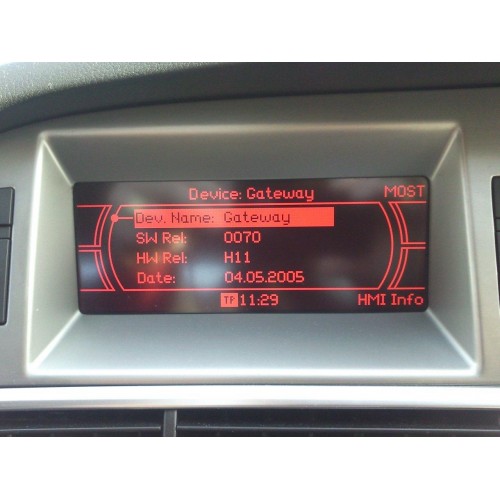 Device: Gateway MOST
Dev. Name: Gateway
SW Rel: 0070
HW Rel: H11
Date: 04.05.2005
TP 11:29 HMI Info